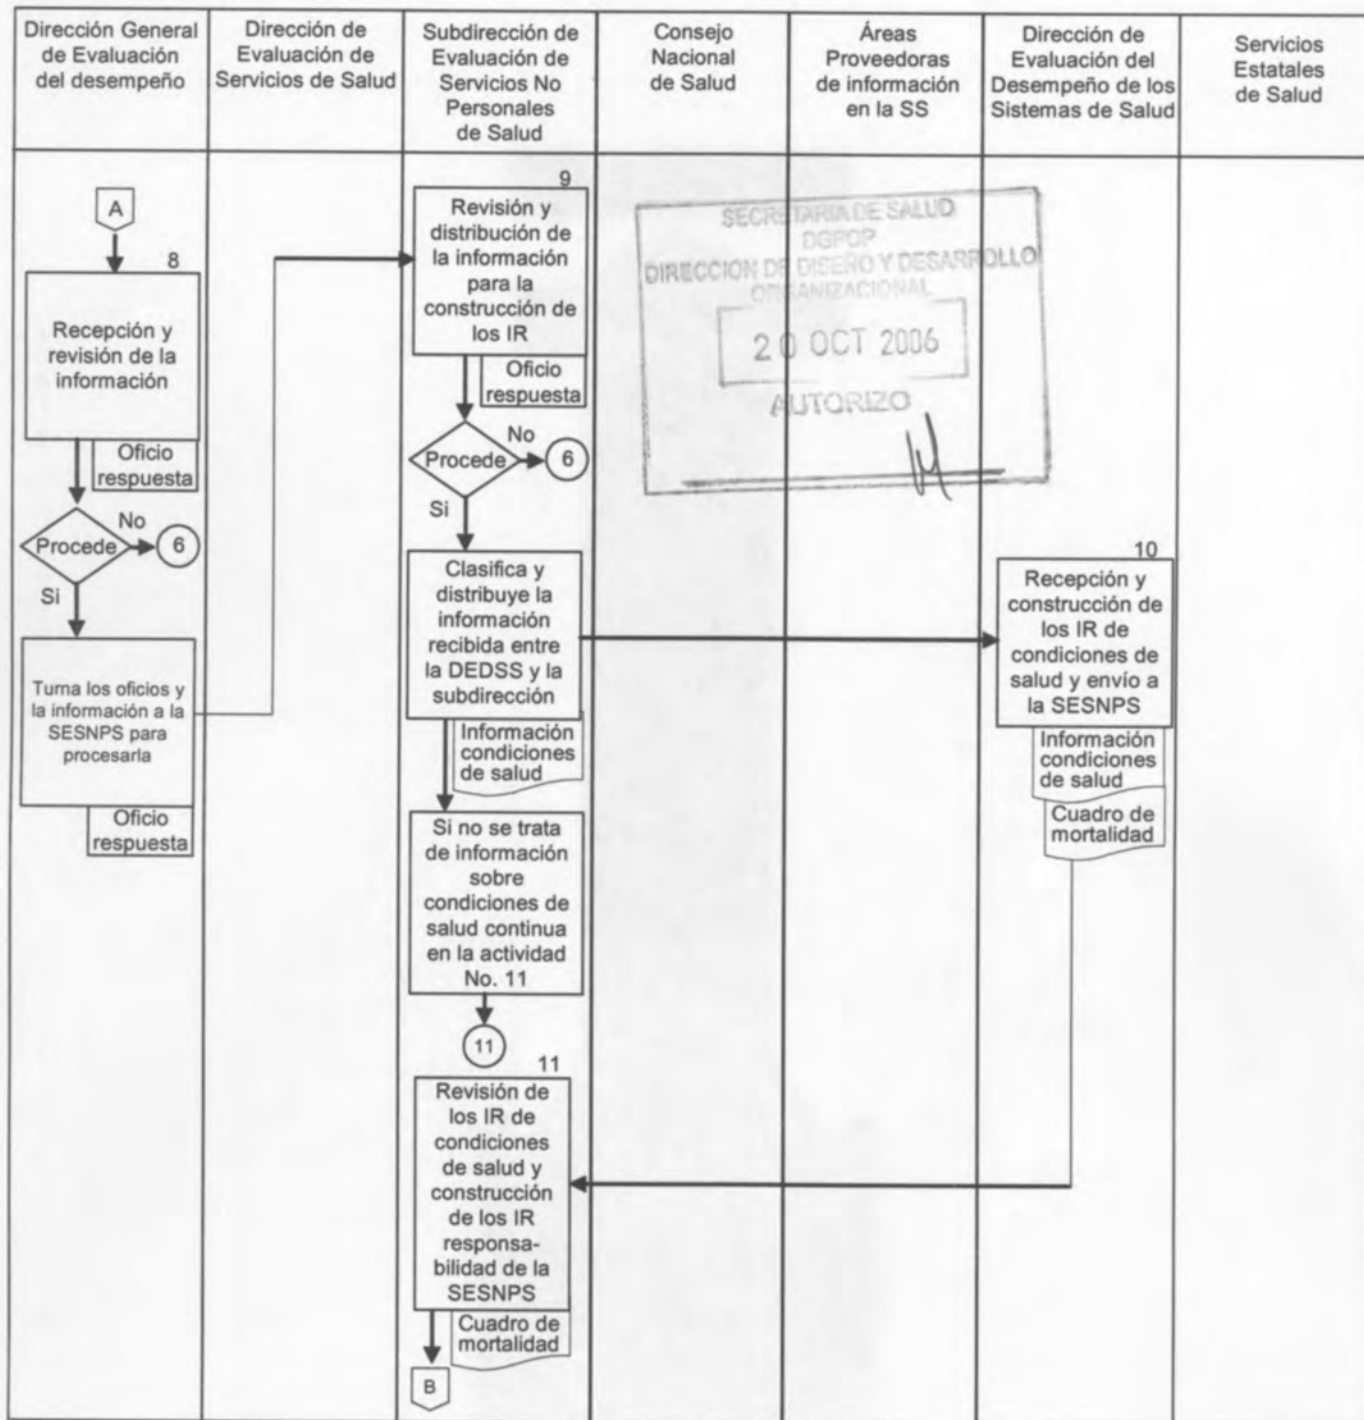 Dirección General
de Evaluación
del desempeño
Dirección de
Evaluación de
Servicios de Salud
Subdirección de
Evaluación de
Servicios No
Personales
de Salud
Consejo
Nacional
de Salud
Áreas
Proveedoras
de información
en la SS
Dirección de
Evaluación del
Desempeño de los
Sistemas de Salud
Servicios
Estatales
de Salud
A
8
Recepción y
revisión de la
información
Oficio
respuesta
Procede
No
6
Si
Turna los oficios y
la información a la
SESNPS para
procesarla
Oficio
respuesta
9
Revisión y
distribución de
la información
para la
construcción de
los IR
Oficio
respuesta
Procede
No
6
Si
Clasifica y
distribuye la
información
recibida entre
la DEDSS y la
subdirección
Información
condiciones
de salud
Si no se trata
de información
sobre
condiciones de
salud continua
en la actividad
No. 11
11
11
Revisión de
los IR de
condiciones
de salud y
construcción
de los IR
responsa-
bilidad de la
SESNPS
Cuadro de
mortalidad
B
SECRETARIA DE SALUD
DGPOP
DIRECCION DE DISEÑO Y DESARROLLO
ORGANIZACIONAL
20 OCT 2006
AUTORIZO
10
Recepción y
construcción de
los IR de
condiciones de
salud y envío a
la SESNPS
Información
condiciones
de salud
Cuadro de
mortalidad